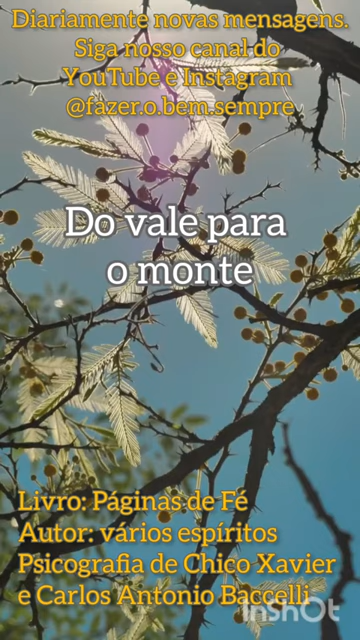 Diariamente novas mensagens.
Siga nosso canal do
YouTube e Instagram
@fazer.o.bem.sempre
Do vale para
o monte
Livro: Páginas de Fé
Autor: vários espíritos
Psicografia de Chico Xavier
e Carlos Antonio Baccelli
InShOt